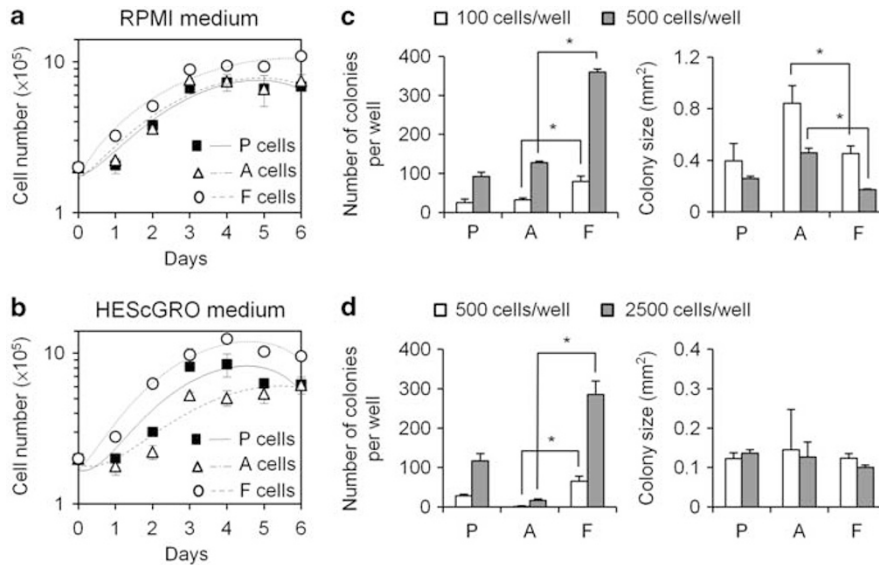 a
RPMI medium
Cell number (×10⁵)
10
1
P cells
A cells
F cells
0 1 2 3 4 5 6
Days
b
HEScGRO medium
Cell number (×10⁵)
10
1
P cells
A cells
F cells
0 1 2 3 4 5 6
Days
c
100 cells/well 500 cells/well
Number of colonies
per well
400
300
200
100
0
* *
P A F
Colony size (mm²)
1.2
0.8
0.4
0
* *
P A F
d
500 cells/well 2500 cells/well
Number of colonies
per well
400
300
200
100
0
* *
P A F
Colony size (mm²)
0.4
0.3
0.2
0.1
0
P A F